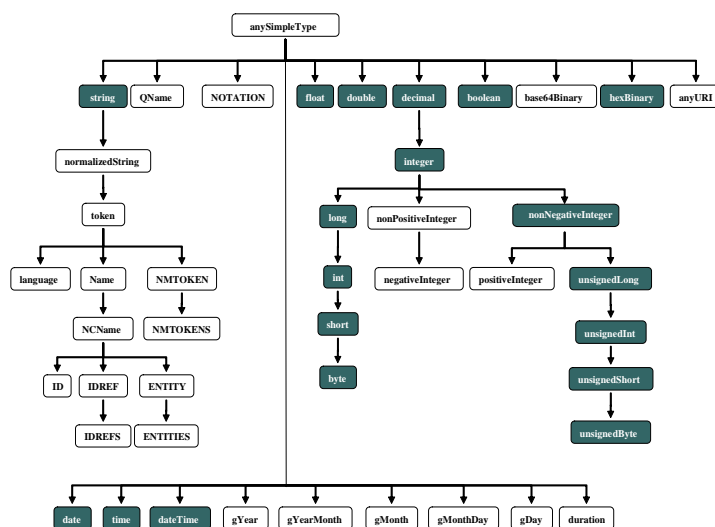 anySimpleType
string
QName
NOTATION
float
double
decimal
boolean
base64Binary
hexBinary
anyURI
normalizedString
integer
token
long
nonPositiveInteger
nonNegativeInteger
language
Name
NMTOKEN
int
negativeInteger
positiveInteger
unsignedLong
NCName
NMTOKENS
short
unsignedInt
ID
IDREF
ENTITY
byte
unsignedShort
IDREFS
ENTITIES
unsignedByte
date
time
dateTime
gYear
gYearMonth
gMonth
gMonthDay
gDay
duration